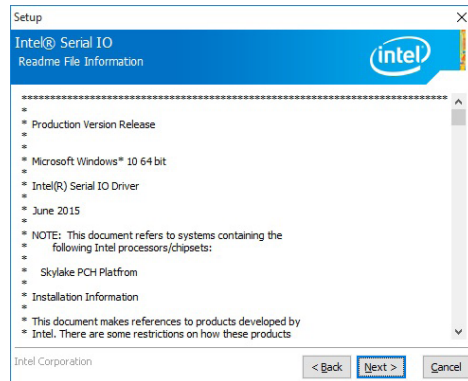 Setup
Intel® Serial IO
Readme File Information
intel
******************************************************************************
*
* Production Version Release
*
*
* Microsoft Windows* 10 64 bit
*
* Intel(R) Serial IO Driver
*
* June 2015
*
* NOTE: This document refers to systems containing the
* following Intel processors/chipsets:
*
* Skylake PCH Platfrom
*
* Installation Information
*
* This document makes references to products developed by
* Intel. There are some restrictions on how these products
Intel Corporation
< Back Next > Cancel